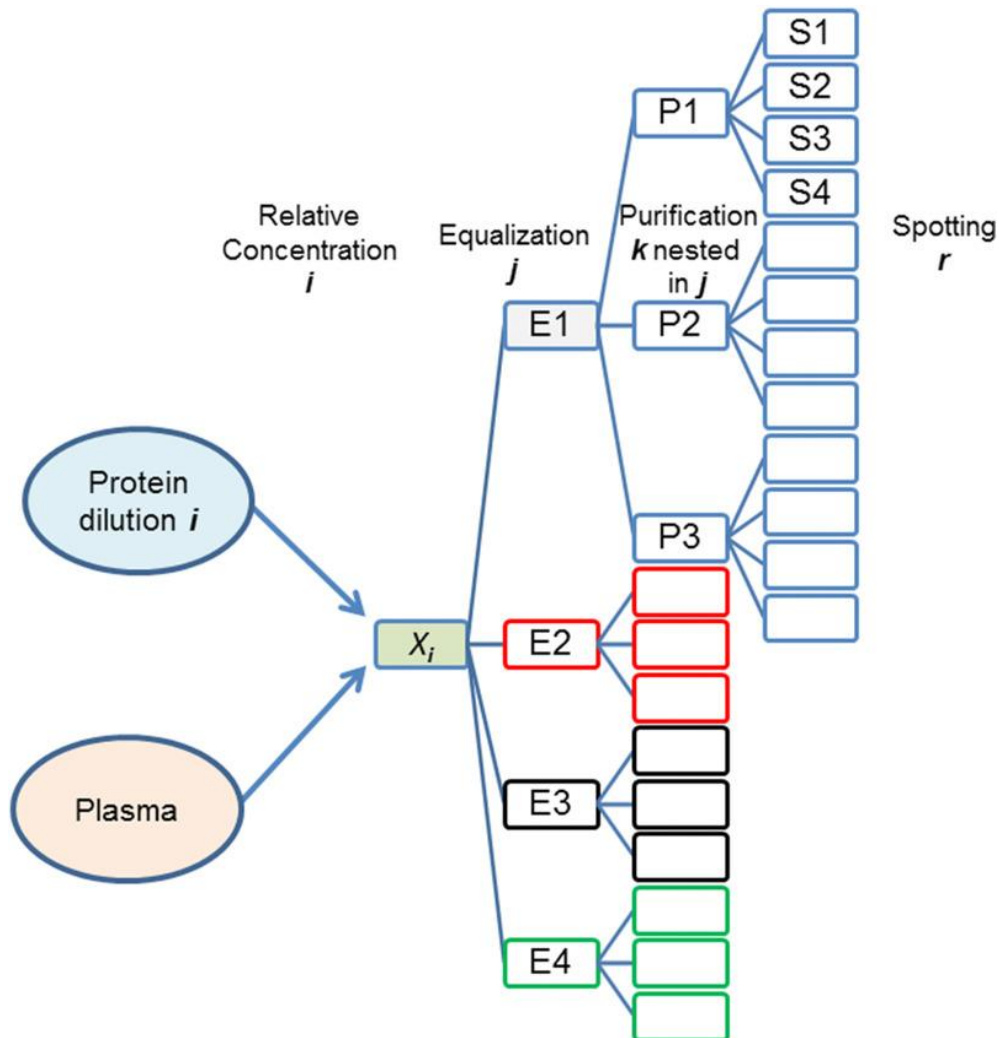 S1
S2
S3
S4
P1
Relative
Concentration
i
Equalization
j
Purification
k nested
in j
Spotting
r
E1
P2
P3
Protein
dilution i
Xi
E2
Plasma
E3
E4